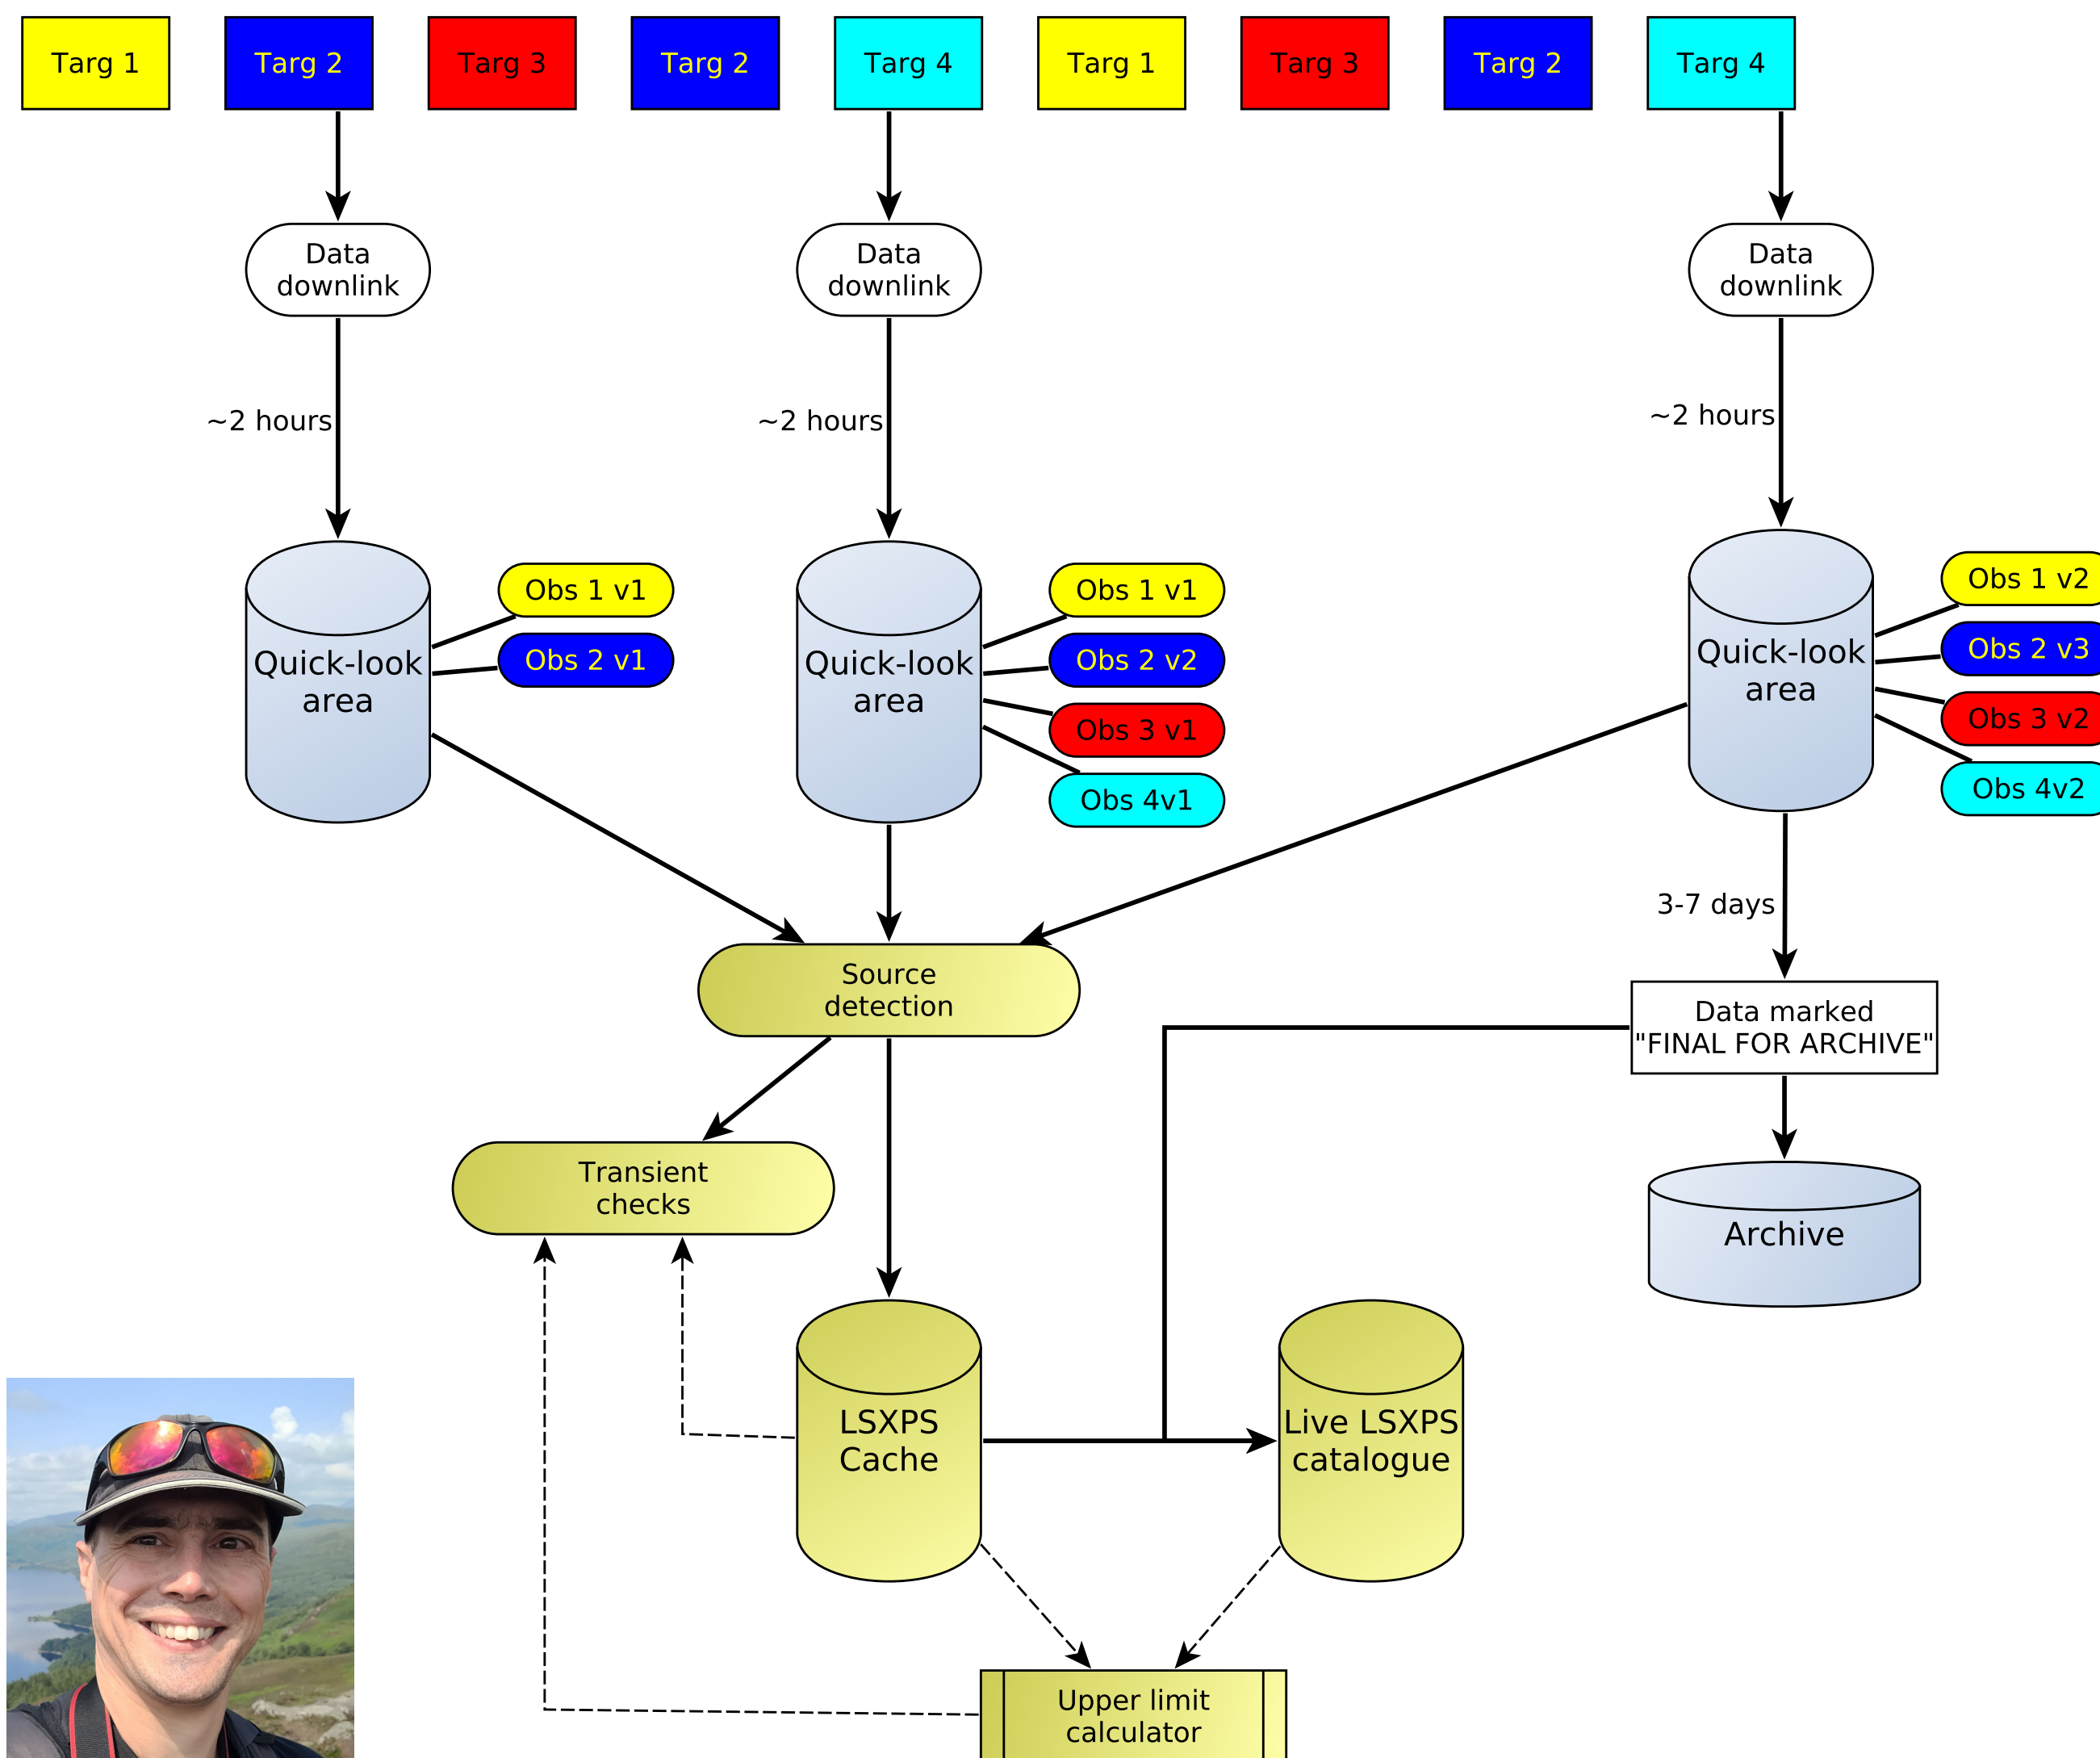 Targ 1
Targ 2
Targ 3
Targ 2
Targ 4
Targ 1
Targ 3
Targ 2
Targ 4
Data
downlink
Data
downlink
Data
downlink
~2 hours
~2 hours
~2 hours
Quick-look
area
Obs 1 v1
Obs 2 v1
Quick-look
area
Obs 1 v1
Obs 2 v2
Obs 3 v1
Obs 4v1
Quick-look
area
Obs 1 v2
Obs 2 v3
Obs 3 v2
Obs 4v2
3-7 days
Source
detection
Data marked
"FINAL FOR ARCHIVE"
Transient
checks
Archive
LSXPS
Cache
Live LSXPS
catalogue
Upper limit
calculator